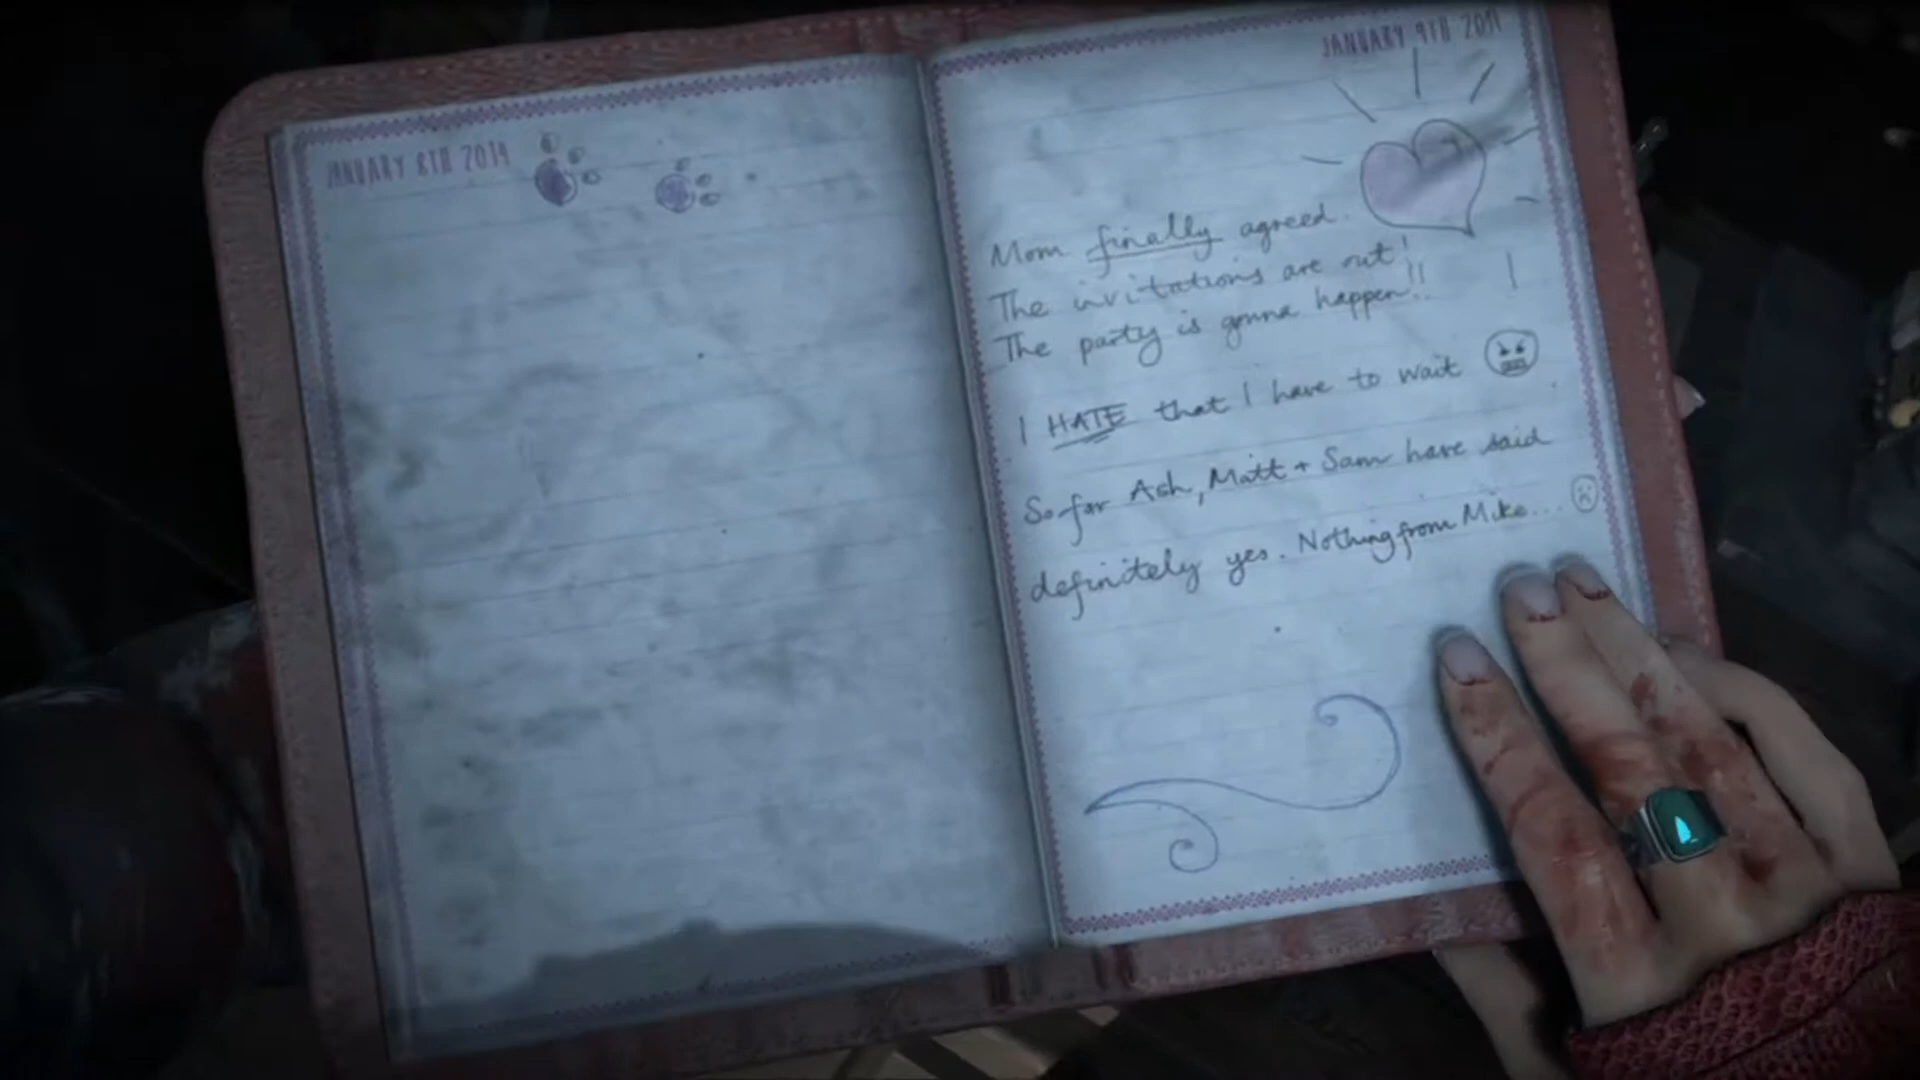 JANUARY 8TH 2014
JANUARY 9TH 2014
Mom finally agreed.
The invitations are out!
The party is gonna happen!!!
I HATE that I have to wait
So far Ash, Matt + Sam have said
definitely yes. Nothing from Mike...